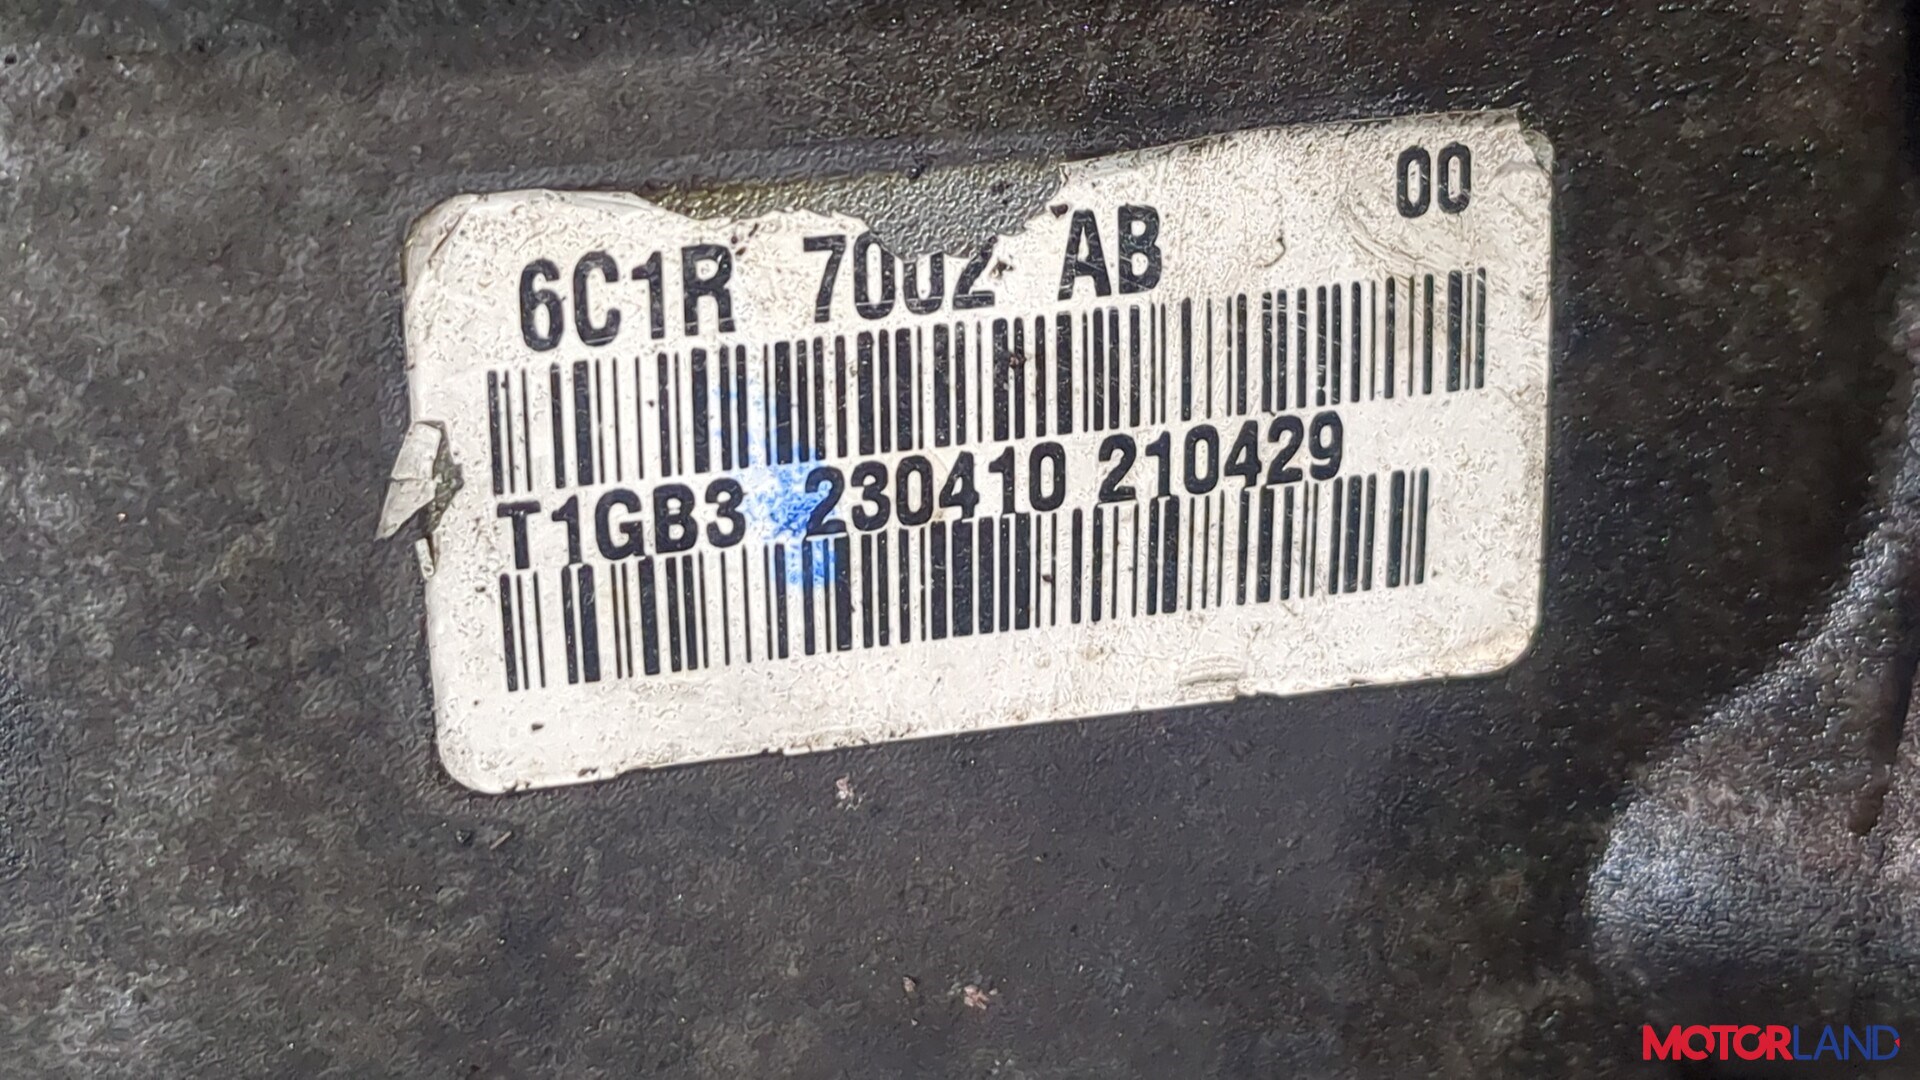 00
6C1R 7002 AB
T1GB3 230410 210429
MOTORLAND